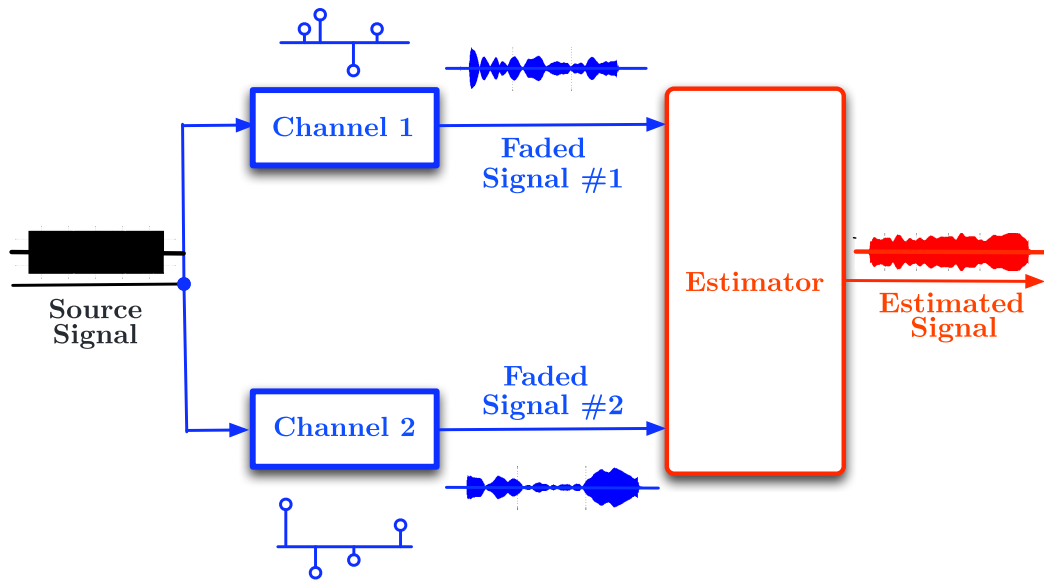 Channel 1
Faded
Signal #1
Source
Signal
Estimator
Estimated
Signal
Faded
Signal #2
Channel 2